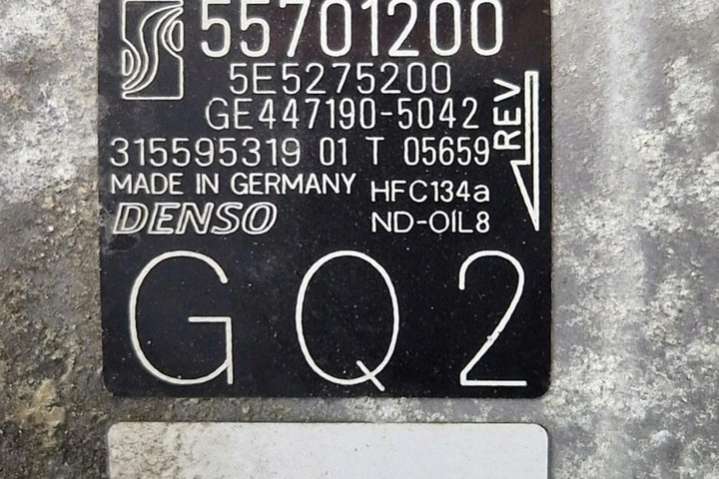 55701200
5E5275200
GE447190-5042
315595319 01 T 05659
REV
MADE IN GERMANY
HFC134a
DENSO
ND-OIL8
GQ2